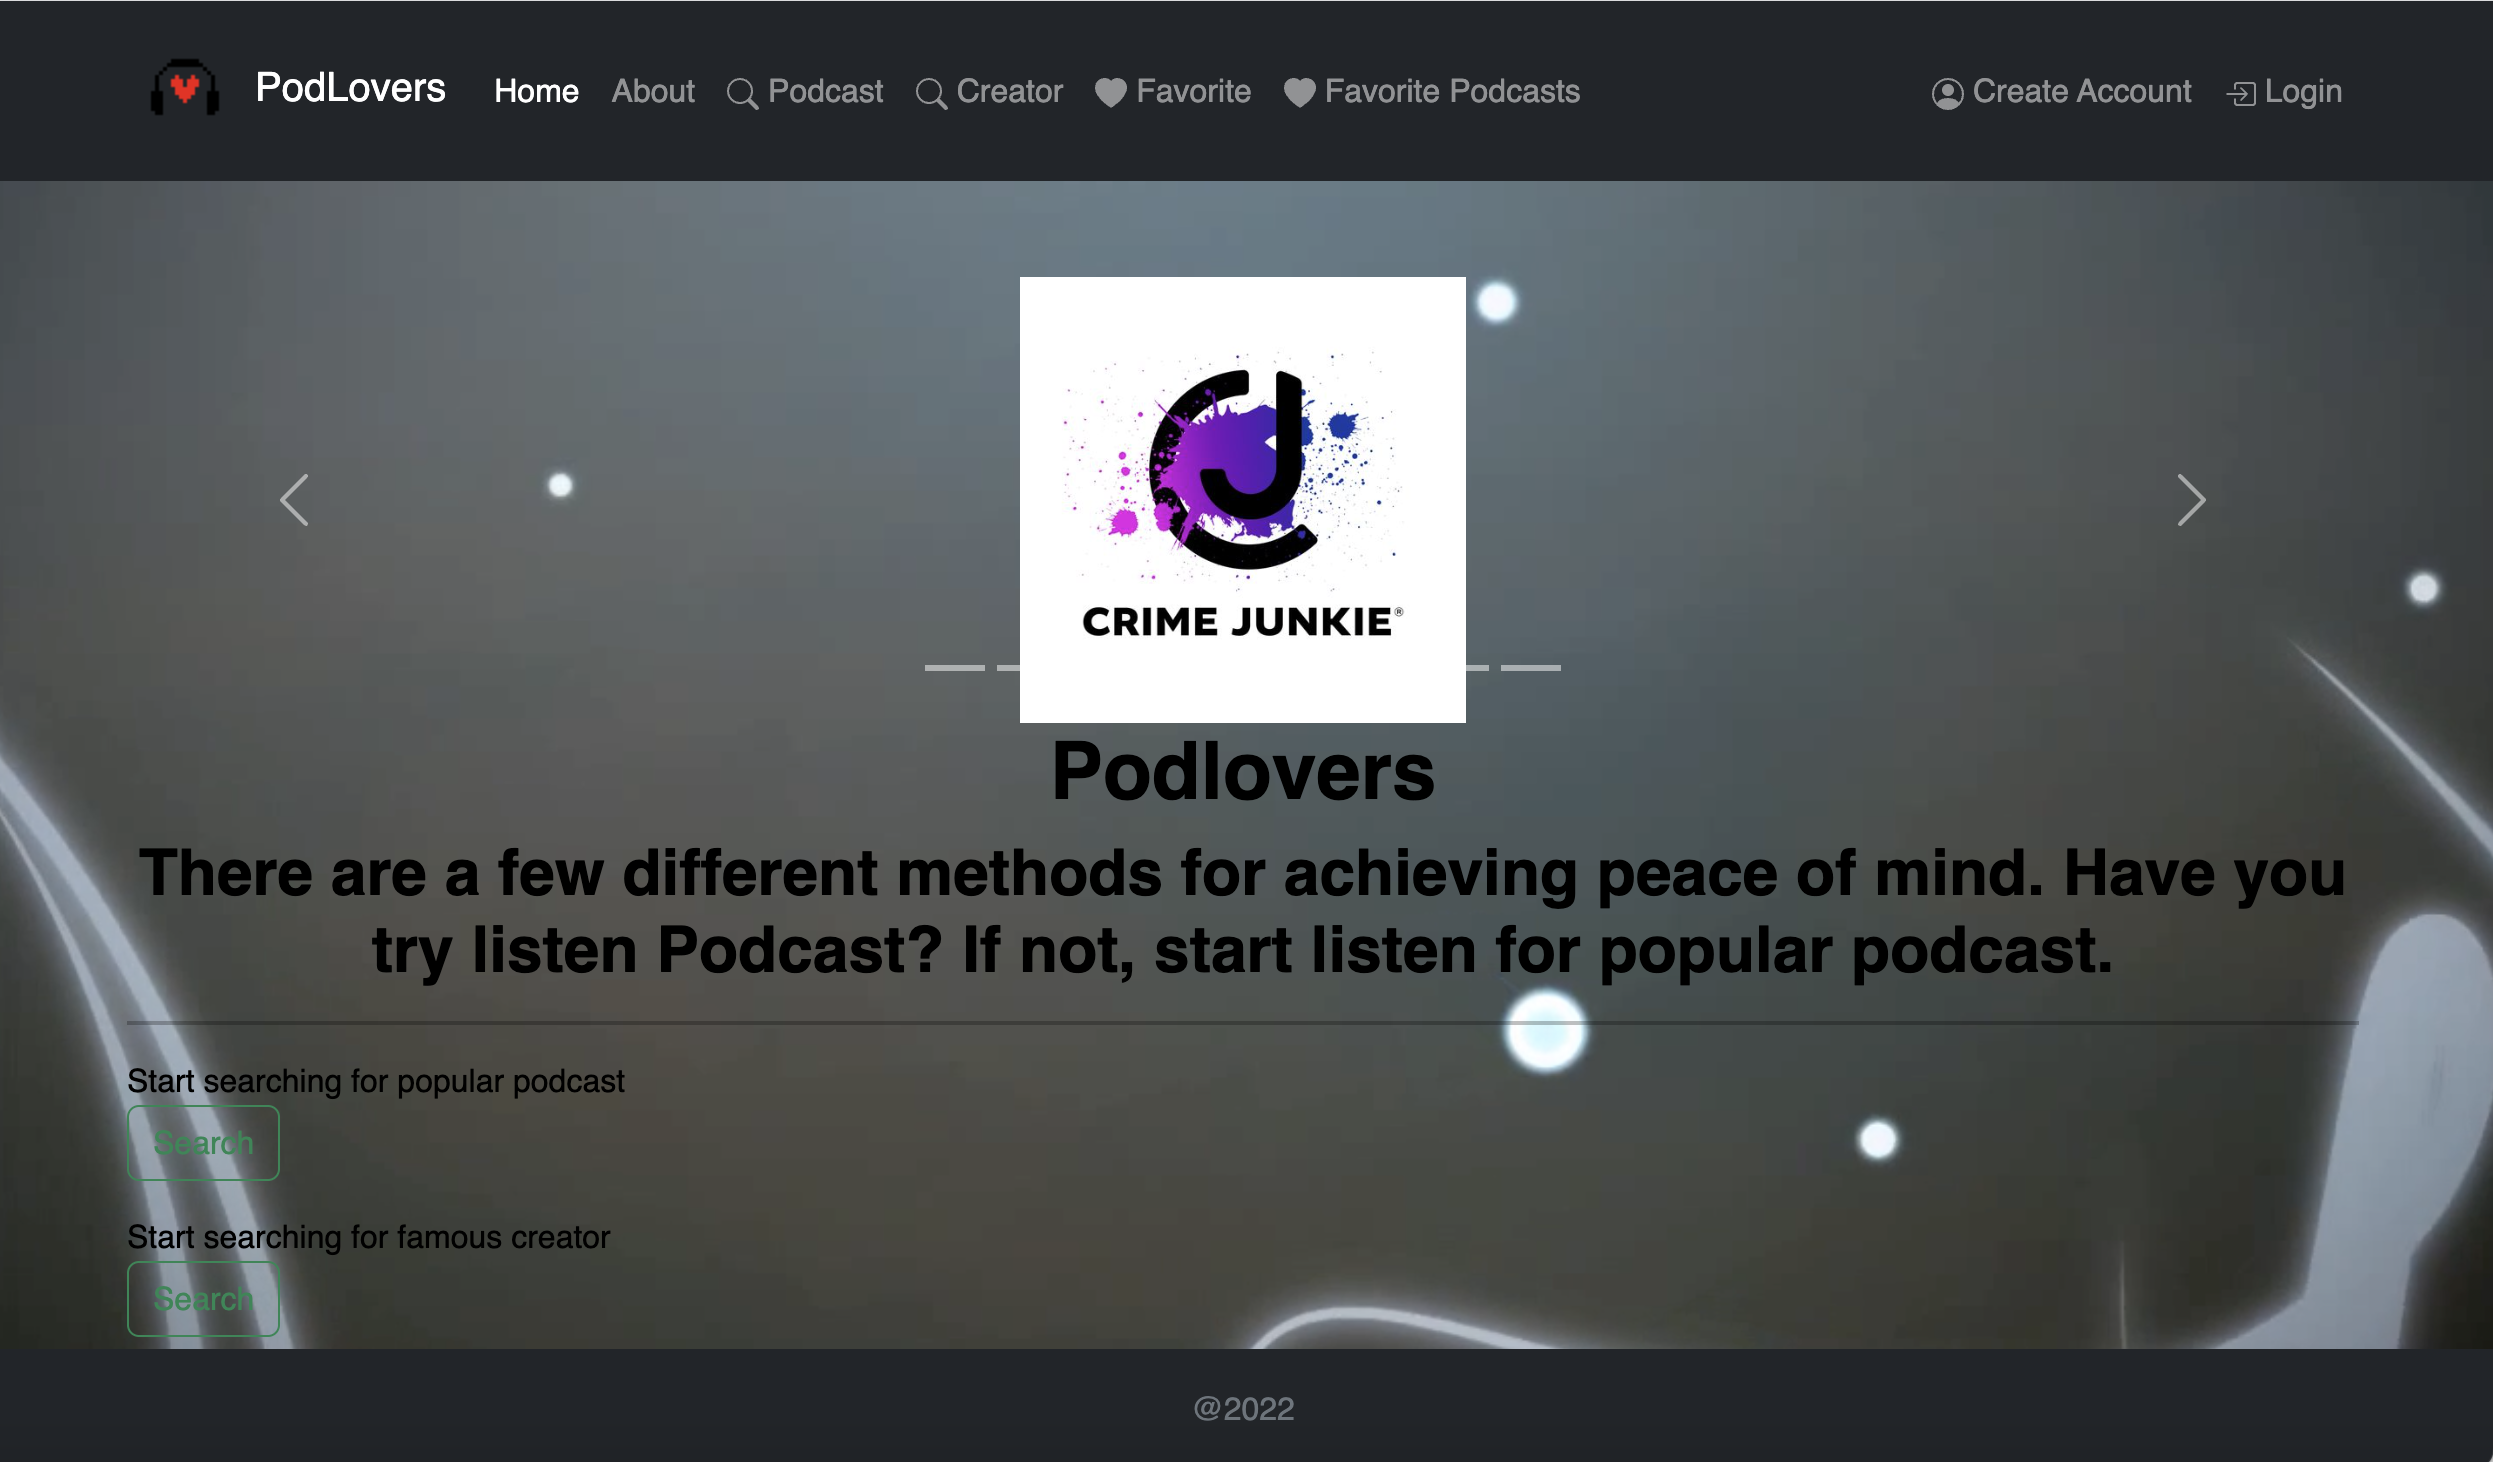 PodLovers Home About Podcast Creator Favorite Favorite Podcasts Create Account Login
CJ
CRIME JUNKIE®
Podlovers
There are a few different methods for achieving peace of mind. Have you
try listen Podcast? If not, start listen for popular podcast.
Start searching for popular podcast
Search
Start searching for famous creator
Search
@2022